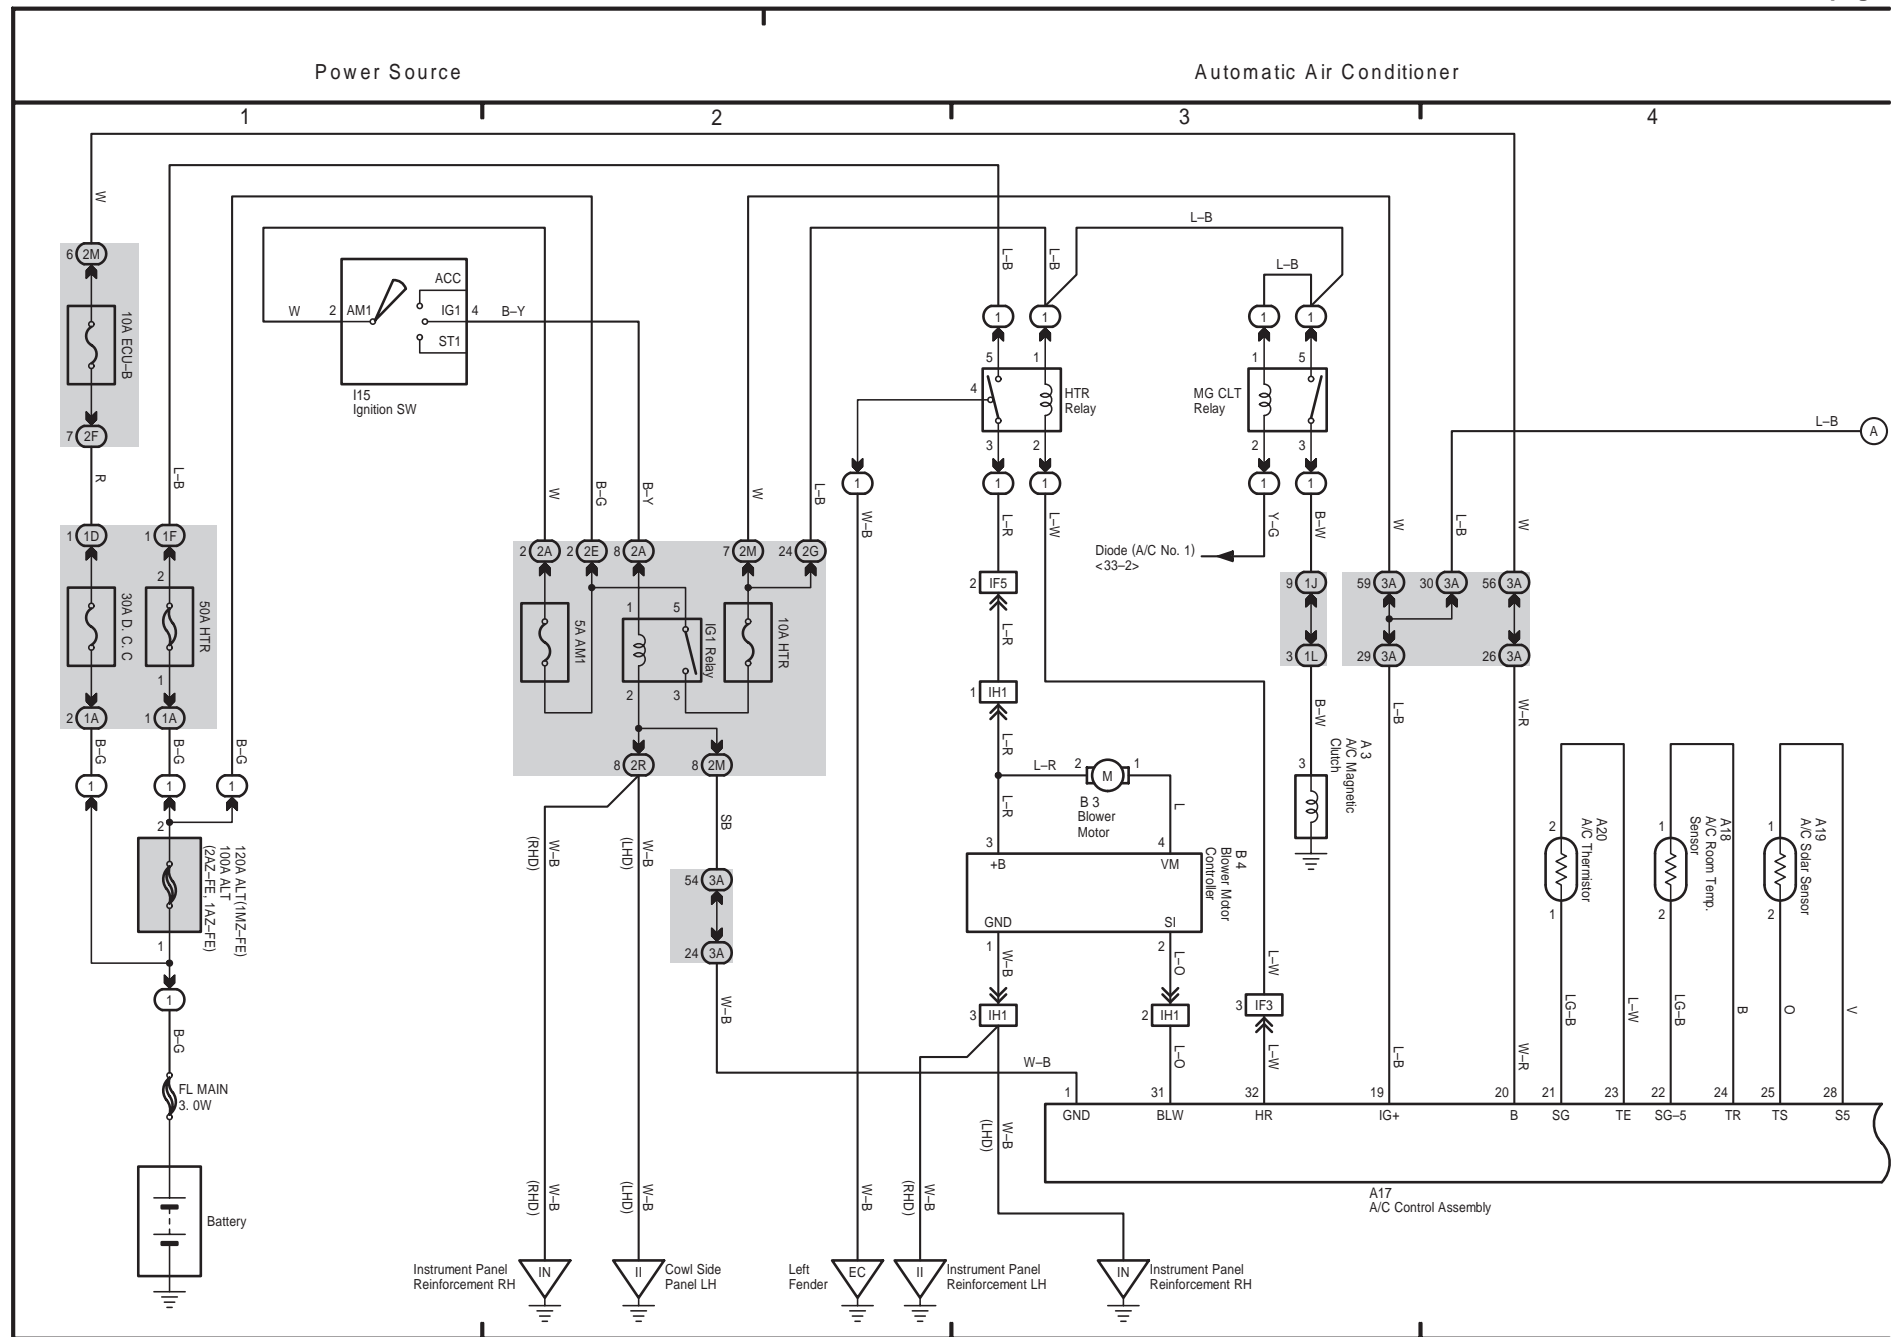 Power Source
Automatic Air Conditioner
1
2
3
4
W
6 2M
10A ECU–B
7 2F
R
1 1D
30A D. C. C
2 1A
B–G
1
L–B
1 1F
2
50A HTR
1
1 1A
B–G
1
B–G
1
2
120A ALT(1MZ–FE)
100A ALT
(2AZ–FE, 1AZ–FE)
1
1
B–G
FL MAIN
3. 0W
Battery
W
2 AM1
ACC
IG1 4
ST1
B–Y
I15
Ignition SW
W
B–G
B–Y
W
L–B
2 2A
2 2E
8 2A
7 2M
24 2G
5A AM1
1
5
IG1 Relay
2
3
10A HTR
8 2R
8 2M
SB
54 3A
24 3A
W–B
W–B
(RHD)
W–B
(LHD)
W–B
(RHD)
W–B
(LHD)
Instrument Panel
Reinforcement RH
IN
II
Cowl Side
Panel LH
L–B
L–B
L–B
L–B
1
1
1
1
5
1
4
HTR
Relay
3
2
1
5
MG CLT
Relay
2
3
1
1
1
1
1
W–B
L–R
L–W
Y–G
B–W
Diode (A/C No. 1)
<33–2>
2 IF5
L–R
1 IH1
L–R
L–R
2
M
1
B 3
Blower
Motor
L
L–R
3
+B
4
VM
B 4
Blower Motor
Controller
GND
SI
1
2
W–B
L–O
3 IH1
2 IH1
L–O
L–W
3 IF3
L–W
W–B
W–B
(LHD)
W–B
W–B
(RHD)
Left
Fender
EC
II
Instrument Panel
Reinforcement LH
IN
Instrument Panel
Reinforcement RH
9 1J
3 1L
B–W
A 3
A/C Magnetic
Clutch
3
W
L–B
W
L–B
A
59 3A
30 3A
56 3A
29 3A
26 3A
L–B
W–R
L–B
W–R
2
A20
A/C Thermistor
1
LG–B
L–W
1
A18
A/C Room Temp.
Sensor
2
LG–B
B
1
A19
A/C Solar Sensor
2
O
V
1
31
32
19
20
21
23
22
24
25
28
GND
BLW
HR
IG+
B
SG
TE
SG–5
TR
TS
S5
A17
A/C Control Assembly